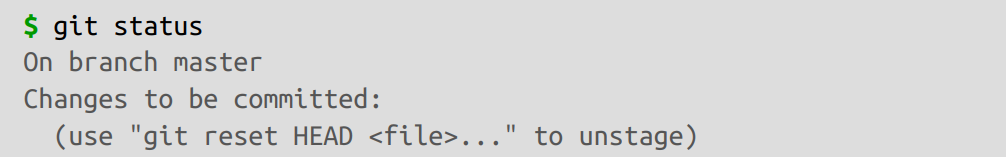 $ git status
On branch master
Changes to be committed:
  (use "git reset HEAD <file>..." to unstage)